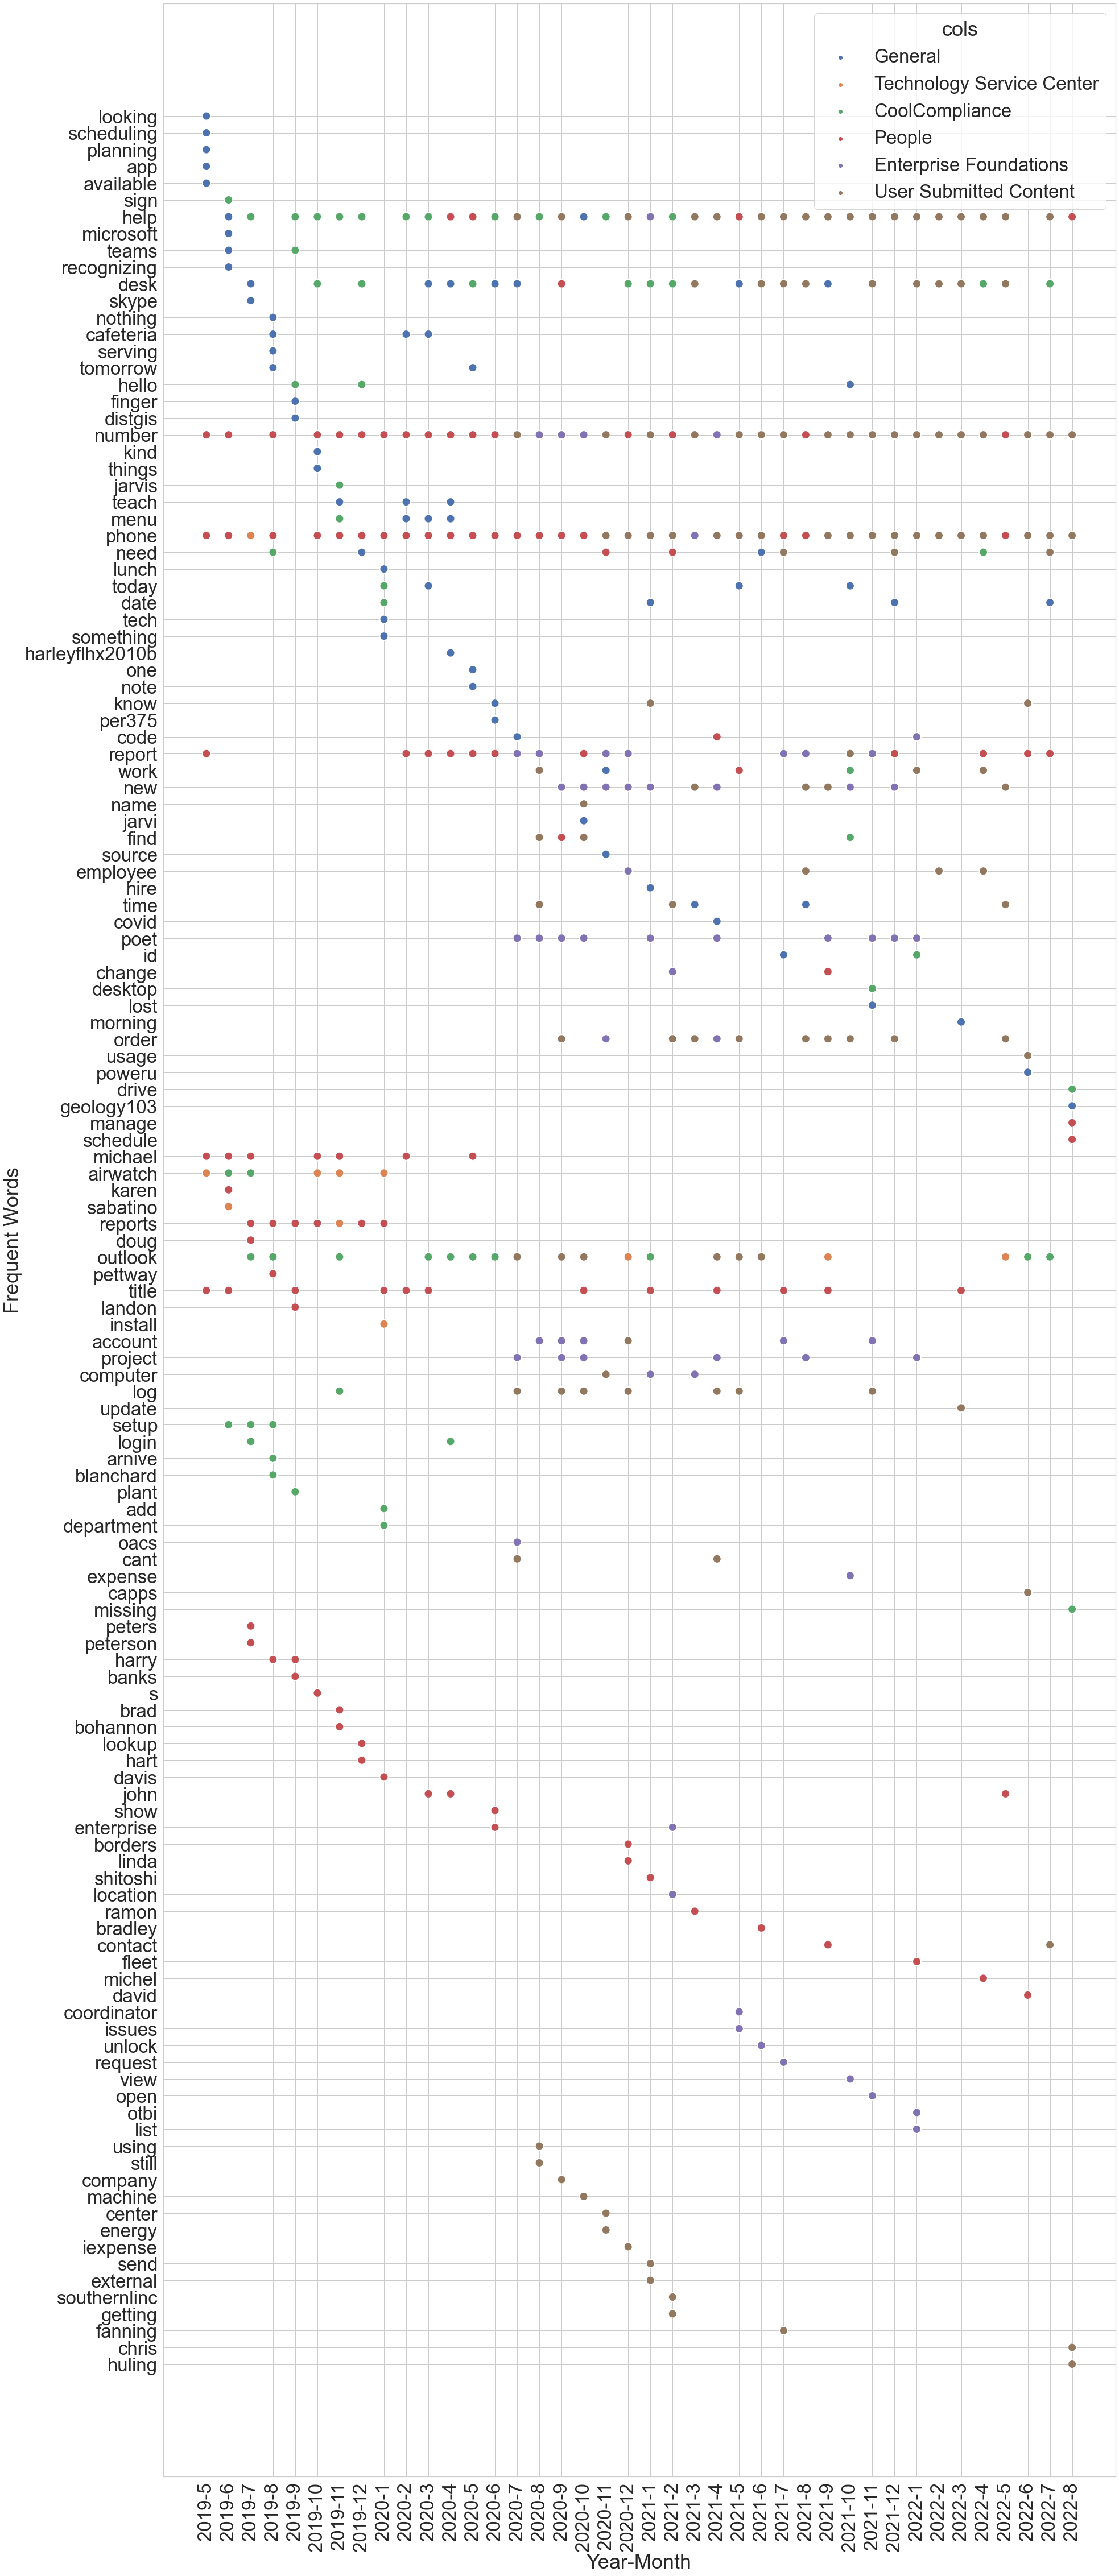 cols
General
Technology Service Center
CoolCompliance
People
Enterprise Foundations
User Submitted Content
looking
scheduling
planning
app
available
sign
help
microsoft
teams
recognizing
desk
skype
nothing
cafeteria
serving
tomorrow
hello
finger
distgis
number
kind
things
jarvis
teach
menu
phone
need
lunch
today
date
tech
something
harleyflhx2010b
one
note
know
per375
code
report
work
new
name
jarvi
find
source
employee
hire
time
covid
poet
id
change
desktop
lost
morning
order
usage
poweru
drive
geology103
manage
schedule
michael
airwatch
karen
sabatino
reports
doug
outlook
pettway
title
landon
install
account
project
computer
log
update
setup
login
arnive
blanchard
plant
add
department
oacs
cant
expense
capps
missing
peters
peterson
harry
banks
s
brad
bohannon
lookup
hart
davis
john
show
enterprise
borders
linda
shitoshi
location
ramon
bradley
contact
fleet
michel
david
coordinator
issues
unlock
request
view
open
otbi
list
using
still
company
machine
center
energy
iexpense
send
external
southernlinc
getting
fanning
chris
huling
Frequent Words
2019-5
2019-6
2019-7
2019-8
2019-9
2019-10
2019-11
2019-12
2020-1
2020-2
2020-3
2020-4
2020-5
2020-6
2020-7
2020-8
2020-9
2020-10
2020-11
2020-12
2021-1
2021-2
2021-3
2021-4
2021-5
2021-6
2021-7
2021-8
2021-9
2021-10
2021-11
2021-12
2022-1
2022-2
2022-3
2022-4
2022-5
2022-6
2022-7
2022-8
Year-Month